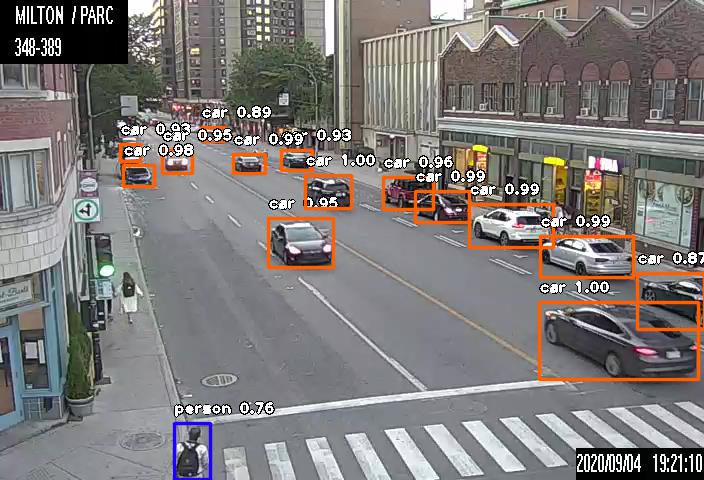 MILTON / PARC
348-389
car 0.89
car 0.93
car 0.95
car 0.99
car 0.93
car 0.98
car 1.00
car 0.96
car 0.99
car 0.99
car 0.95
car 0.99
car 0.87
car 1.00
person 0.76
2020/09/04 19:21:10